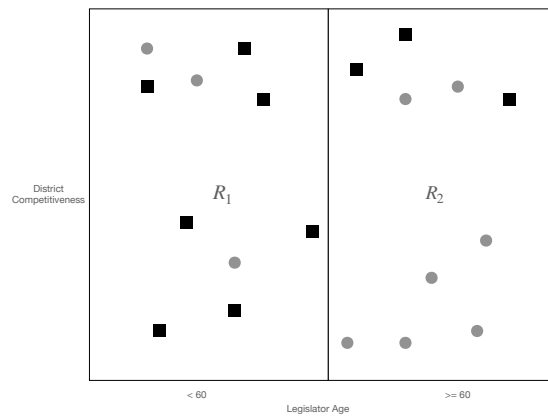 District
Competitiveness
R1
R2
< 60
>= 60
Legislator Age